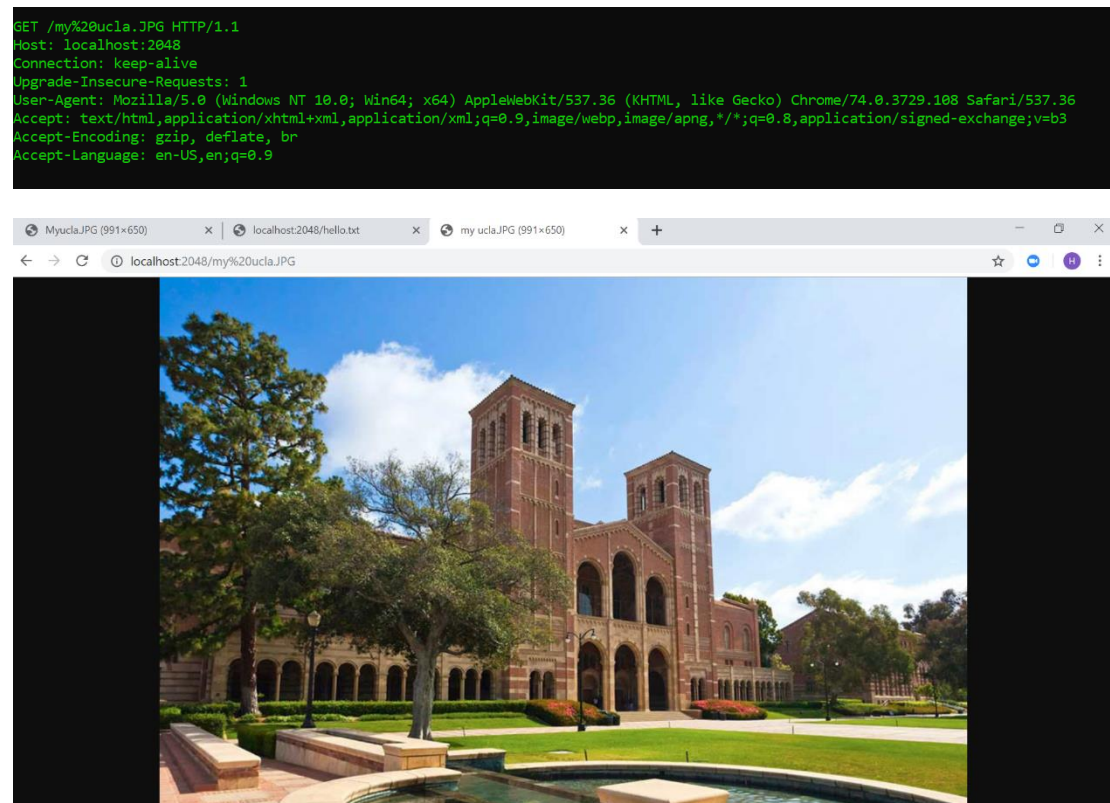 GET /my%20ucla.JPG HTTP/1.1
Host: localhost:2048
Connection: keep-alive
Upgrade-Insecure-Requests: 1
User-Agent: Mozilla/5.0 (Windows NT 10.0; Win64; x64) AppleWebKit/537.36 (KHTML, like Gecko) Chrome/74.0.3729.108 Safari/537.36
Accept: text/html,application/xhtml+xml,application/xml;q=0.9,image/webp,image/apng,*/*;q=0.8,application/signed-exchange;v=b3
Accept-Encoding: gzip, deflate, br
Accept-Language: en-US,en;q=0.9
Myucla.JPG (991×650) localhost:2048/hello.txt my ucla.JPG (991×650)
localhost:2048/my%20ucla.JPG H